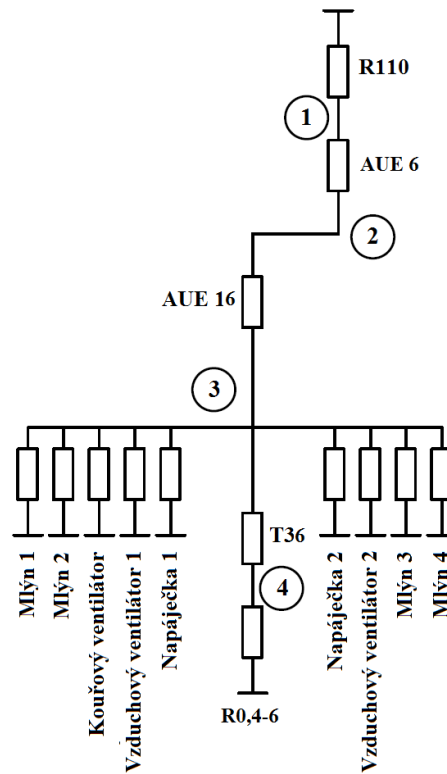 R110
1
AUE 6
2
AUE 16
3
Mlýn 1
Mlýn 2
Kouřový ventilátor
Vzduchový ventilátor 1
Napáječka 1
T36
4
R0,4-6
Napáječka 2
Vzduchový ventilátor 2
Mlýn 3
Mlýn 4